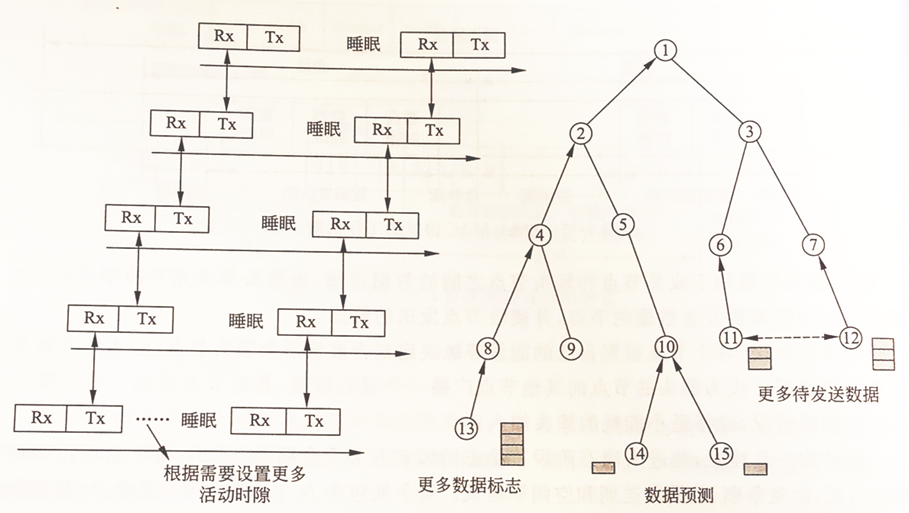 Rx Tx 睡眠 Rx Tx
Rx Tx 睡眠 Rx Tx
Rx Tx 睡眠 Rx Tx
Rx Tx 睡眠 Rx Tx
Rx Tx …… 睡眠 Rx Tx
根据需要设置更多
活动时隙
1
2 3
4 5 6 7
8 9 10 11 12
更多待发送数据
13 14 15
更多数据标志 数据预测